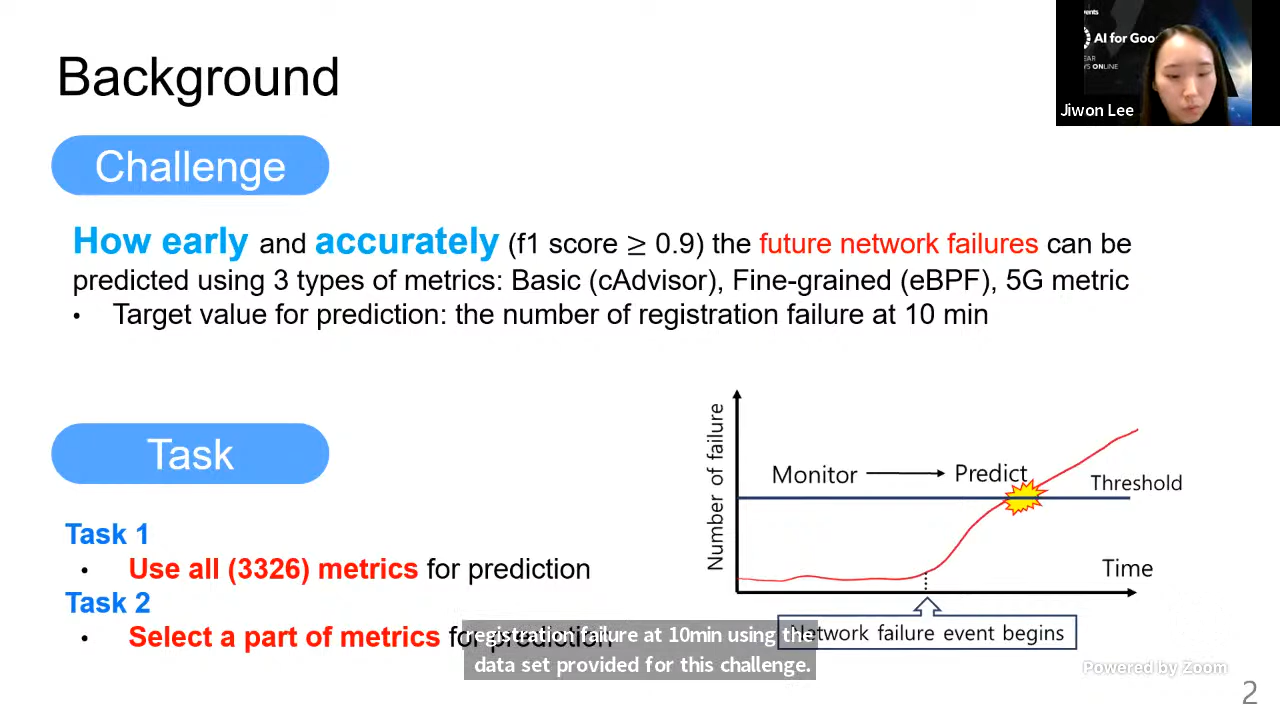 Background
AI for Good
ONLINE
Jiwon Lee
Challenge
How early and accurately (f1 score ≥ 0.9) the future network failures can be
predicted using 3 types of metrics: Basic (cAdvisor), Fine-grained (eBPF), 5G metric
• Target value for prediction: the number of registration failure at 10 min
Task
Task 1
• Use all (3326) metrics for prediction
Task 2
• Select a part of metrics for prediction
Number of failure
Monitor
Predict
Threshold
Time
Network failure event begins
registration failure at 10min using the
data set provided for this challenge.
Powered by Zoom
2